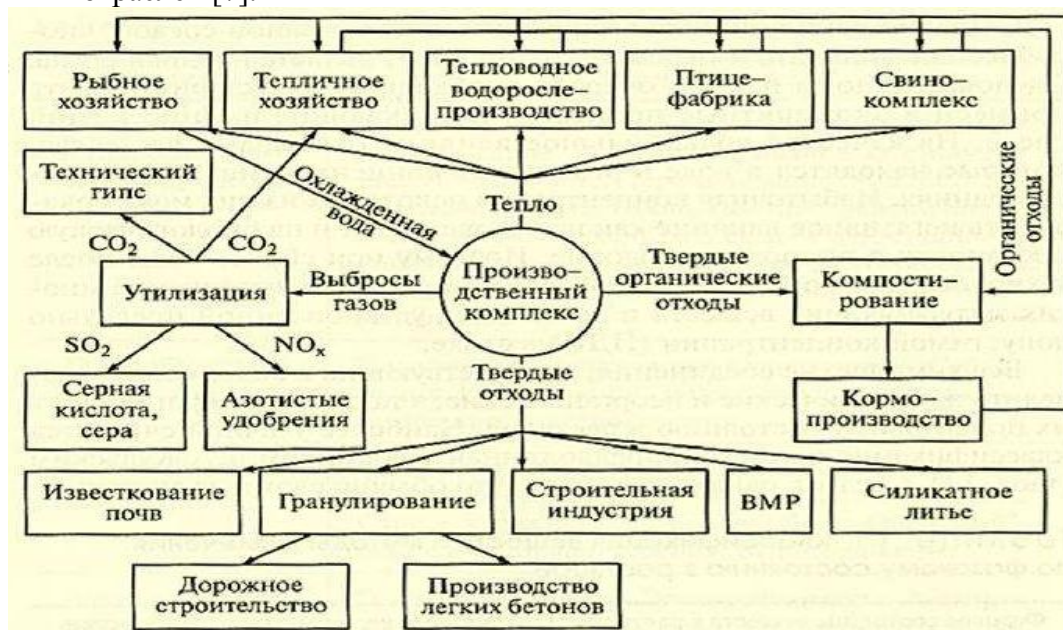 Рыбное
хозяйство
Тепличное
хозяйство
Тепловодное
водоросле–
производство
Птице–
фабрика
Свино–
комплекс
Технический
гипс
Охлажденная
вода
Тепло
Органические
отходы
CO₂
CO₂
Утилизация
Выбросы
газов
Произво–
дственный
комплекс
Твердые
органические
отходы
Компости–
рование
SO₂
NOₓ
Твердые
отходы
Серная
кислота,
сера
Азотистые
удобрения
Кормо–
производство
Известкование
почв
Гранулирование
Строительная
индустрия
ВМР
Силикатное
литье
Дорожное
строительство
Производство
легких бетонов